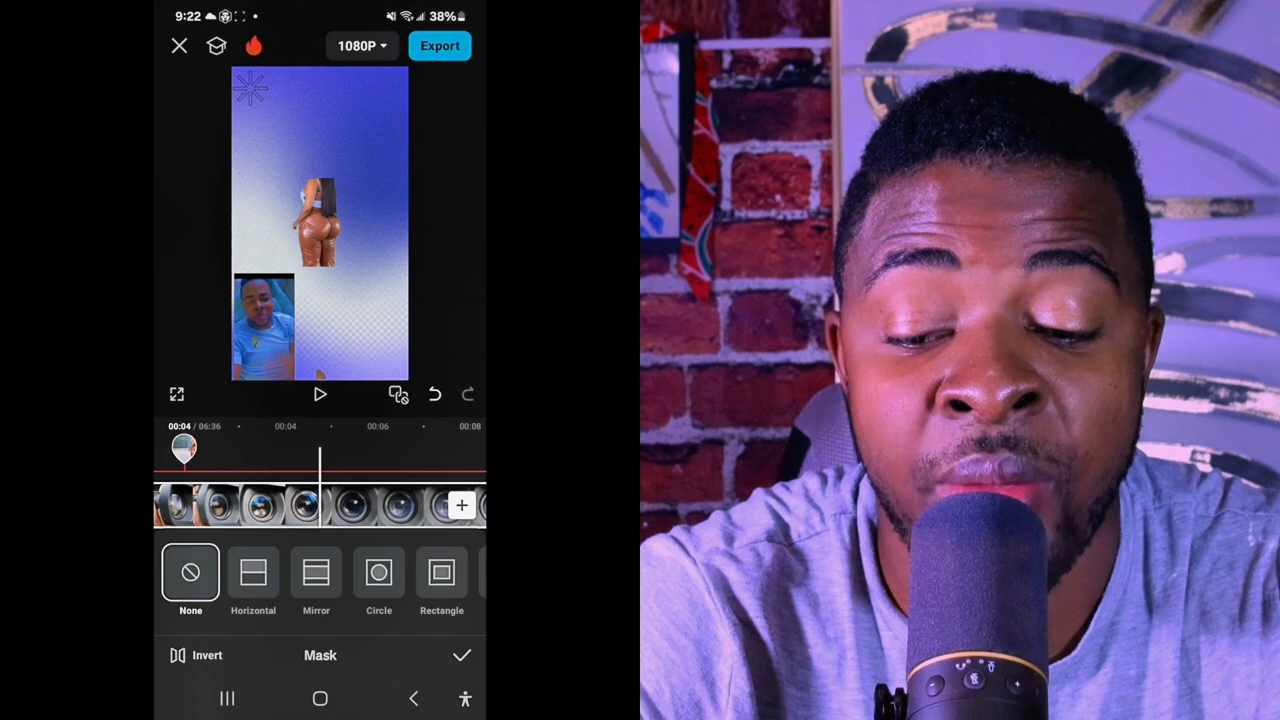 9:22 38%
1080P Export
00:04 / 06:36 00:04 00:06 00:08
None Horizontal Mirror Circle Rectangle
Invert Mask